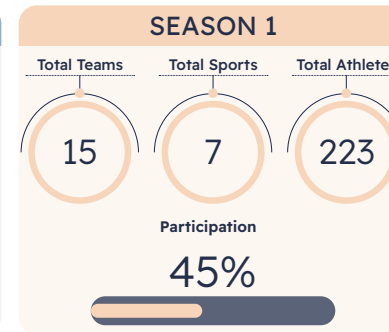 SEASON 1
Total Teams Total Sports Total Athlete
15 7 223
Participation
45%